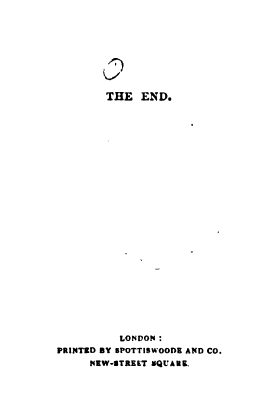 THE END.
LONDON:
PRINTED BY SPOTTISWOODE AND CO.
NEW-STREET SQUARE.